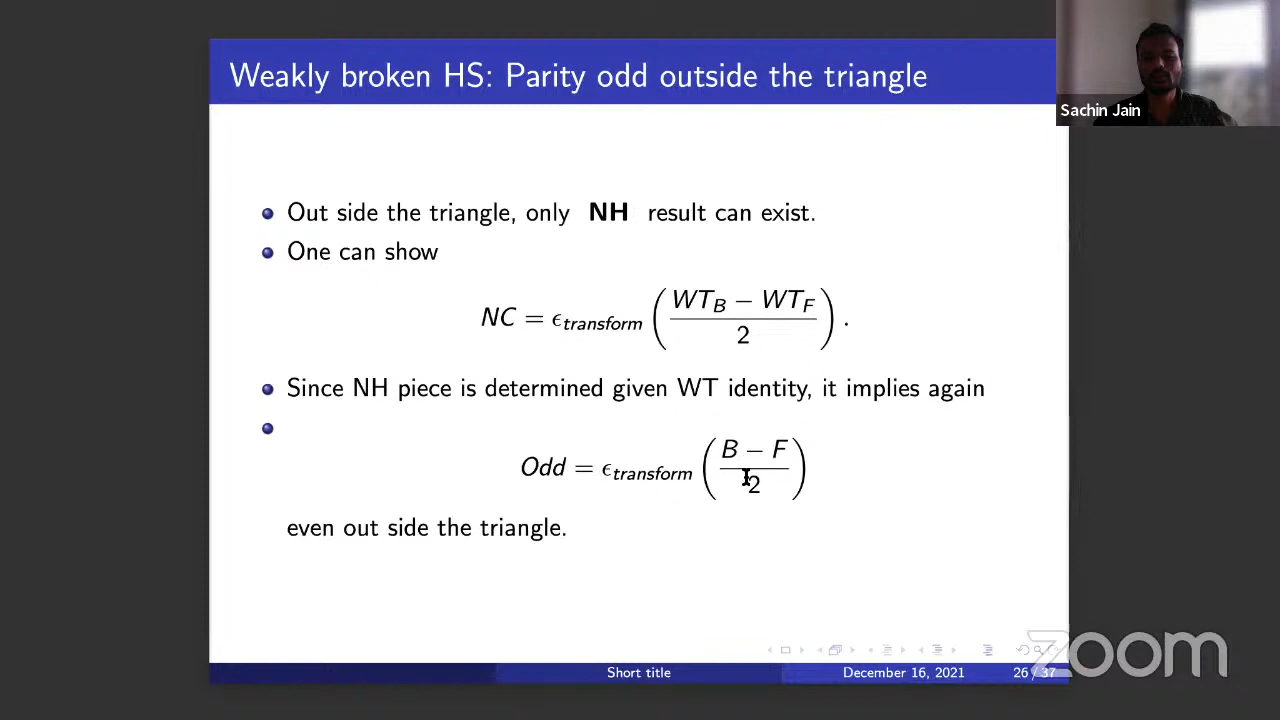 Weakly broken HS: Parity odd outside the triangle
Sachin Jain
Out side the triangle, only NH result can exist.
One can show
NC = ϵ_transform ( (WT_B − WT_F) / 2 ) .
Since NH piece is determined given WT identity, it implies again
Odd = ϵ_transform ( (B − F) / 2 )
even out side the triangle.
zoom
Short title
December 16, 2021
26 / 37